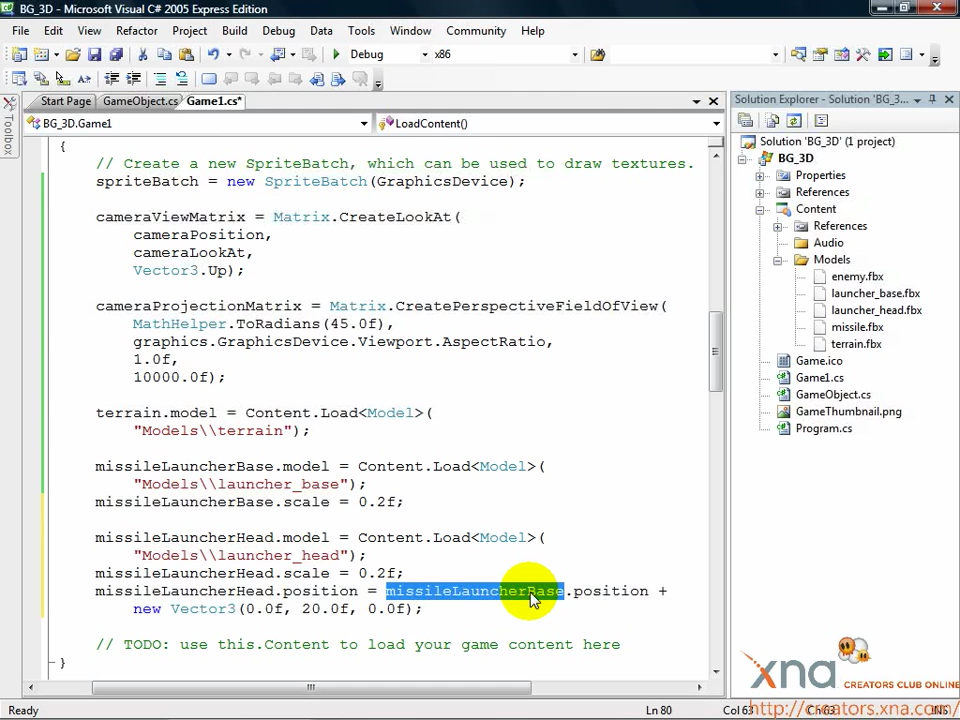 BG_3D - Microsoft Visual C# 2005 Express Edition
File Edit View Refactor Project Build Debug Data Tools Window Community Help
Debug x86
Start Page GameObject.cs Game1.cs*
BG_3D.Game1 LoadContent()
{
// Create a new SpriteBatch, which can be used to draw textures.
spriteBatch = new SpriteBatch(GraphicsDevice);
cameraViewMatrix = Matrix.CreateLookAt(
cameraPosition,
cameraLookAt,
Vector3.Up);
cameraProjectionMatrix = Matrix.CreatePerspectiveFieldOfView(
MathHelper.ToRadians(45.0f),
graphics.GraphicsDevice.Viewport.AspectRatio,
1.0f,
10000.0f);
terrain.model = Content.Load<Model>(
"Models\\terrain");
missileLauncherBase.model = Content.Load<Model>(
"Models\\launcher_base");
missileLauncherBase.scale = 0.2f;
missileLauncherHead.model = Content.Load<Model>(
"Models\\launcher_head");
missileLauncherHead.scale = 0.2f;
missileLauncherHead.position = missileLauncherBase.position +
new Vector3(0.0f, 20.0f, 0.0f);
// TODO: use this.Content to load your game content here
}
Toolbox
Solution Explorer - Solution 'BG_3...
Solution 'BG_3D' (1 project)
BG_3D
Properties
References
Content
References
Audio
Models
enemy.fbx
launcher_base.fbx
launcher_head.fbx
missile.fbx
terrain.fbx
Game.ico
Game1.cs
GameObject.cs
GameThumbnail.png
Program.cs
xna CREATORS CLUB ONLINE
http://creators.xna.com/
Ready Ln 80 Col 63